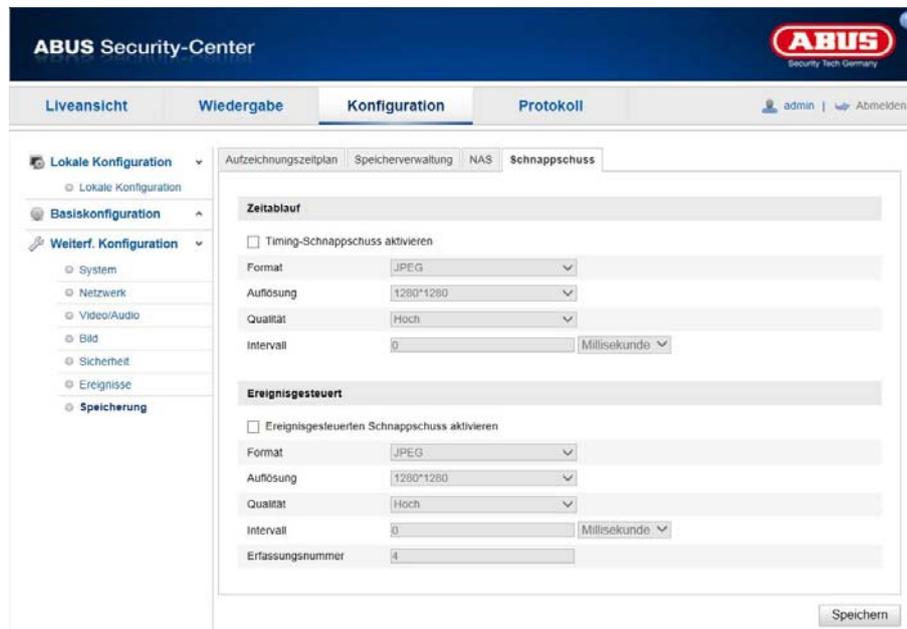 ABUS Security-Center
ABUS
Security Tech Germany
Liveansicht
Wiedergabe
Konfiguration
Protokoll
admin | Abmelden
Lokale Konfiguration
Lokale Konfiguration
Basiskonfiguration
Weiterf. Konfiguration
System
Netzwerk
Video/Audio
Bild
Sicherheit
Ereignisse
Speicherung
Aufzeichnungszeitplan
Speicherverwaltung
NAS
Schnappschuss
Zeitablauf
Timing-Schnappschuss aktivieren
Format JPEG
Auflösung 1280*1280
Qualität Hoch
Intervall 0 Millisekunde
Ereignisgesteuert
Ereignisgesteuerten Schnappschuss aktivieren
Format JPEG
Auflösung 1280*1280
Qualität Hoch
Intervall 0 Millisekunde
Erfassungsnummer 4
Speichern